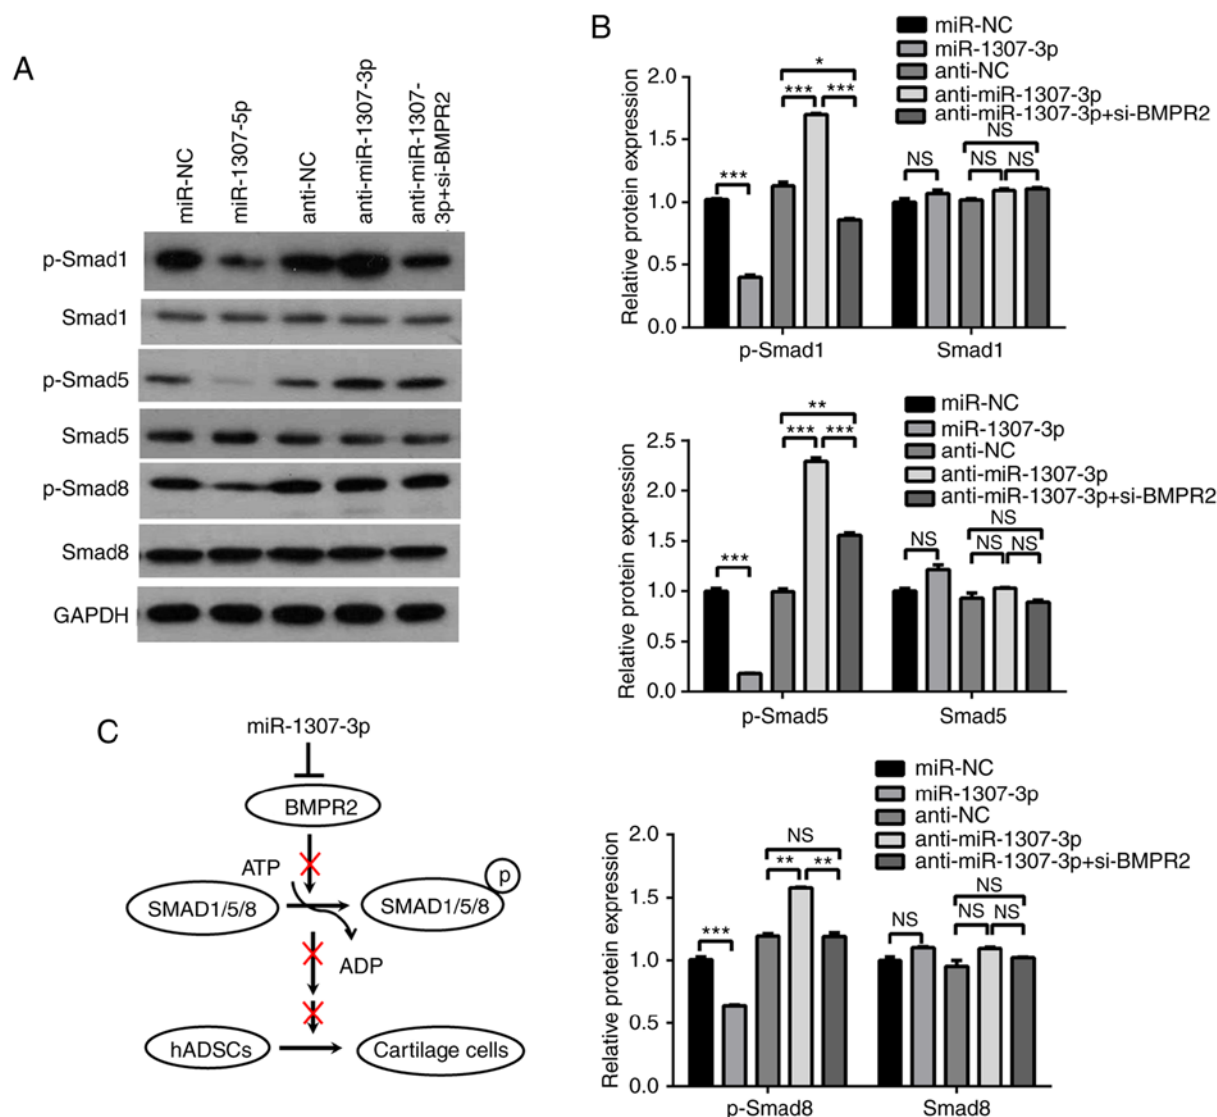 A
miR-NC
miR-1307-5p
anti-NC
anti-miR-1307-3p
anti-miR-1307-
3p+si-BMPR2
p-Smad1
Smad1
p-Smad5
Smad5
p-Smad8
Smad8
GAPDH
B
miR-NC
miR-1307-3p
anti-NC
anti-miR-1307-3p
anti-miR-1307-3p+si-BMPR2
Relative protein expression
2.0
1.5
1.0
0.5
0.0
***
*
*** ***
NS
NS
NS NS
p-Smad1 Smad1
miR-NC
miR-1307-3p
anti-NC
anti-miR-1307-3p
anti-miR-1307-3p+si-BMPR2
Relative protein expression
2.5
2.0
1.5
1.0
0.5
0.0
***
**
*** ***
NS
NS
NS NS
p-Smad5 Smad5
miR-NC
miR-1307-3p
anti-NC
anti-miR-1307-3p
anti-miR-1307-3p+si-BMPR2
Relative protein expression
2.0
1.5
1.0
0.5
0.0
***
NS
** **
NS
NS
NS NS
p-Smad8 Smad8
C
miR-1307-3p
BMPR2
ATP
p
SMAD1/5/8 SMAD1/5/8
ADP
hADSCs Cartilage cells